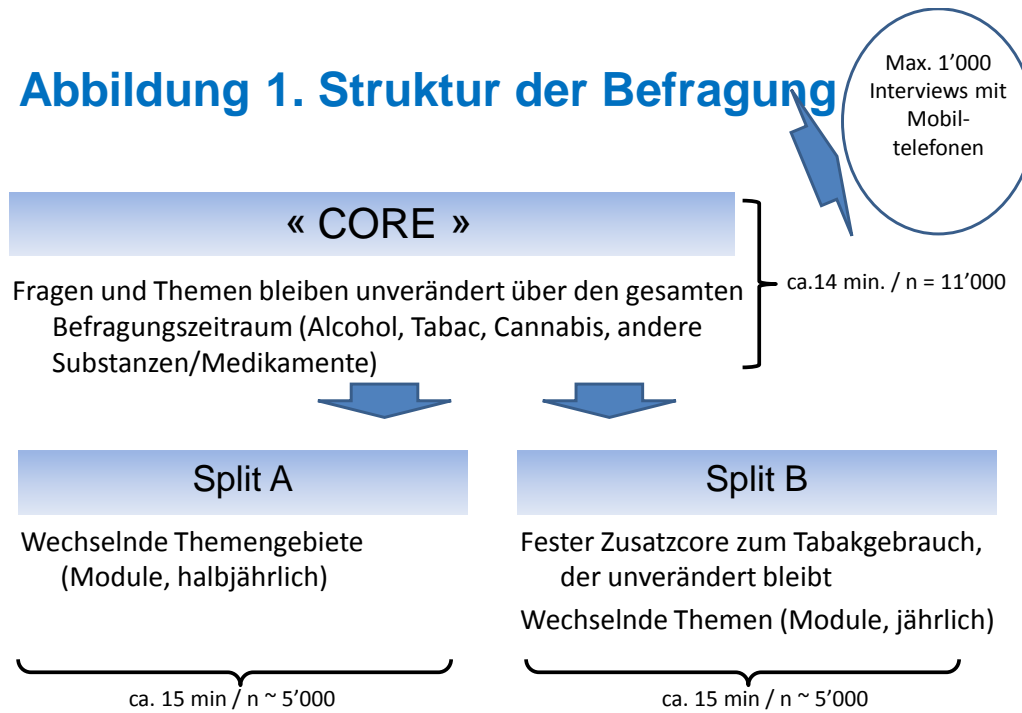 Abbildung 1. Struktur der Befragung
Max. 1’000
Interviews mit
Mobil-
telefonen
« CORE »
Fragen und Themen bleiben unverändert über den gesamten
Befragungszeitraum (Alcohol, Tabac, Cannabis, andere
Substanzen/Medikamente)
ca.14 min. / n = 11’000
Split A
Wechselnde Themengebiete
(Module, halbjährlich)
ca. 15 min / n ~ 5’000
Split B
Fester Zusatzcore zum Tabakgebrauch,
der unverändert bleibt
Wechselnde Themen (Module, jährlich)
ca. 15 min / n ~ 5’000